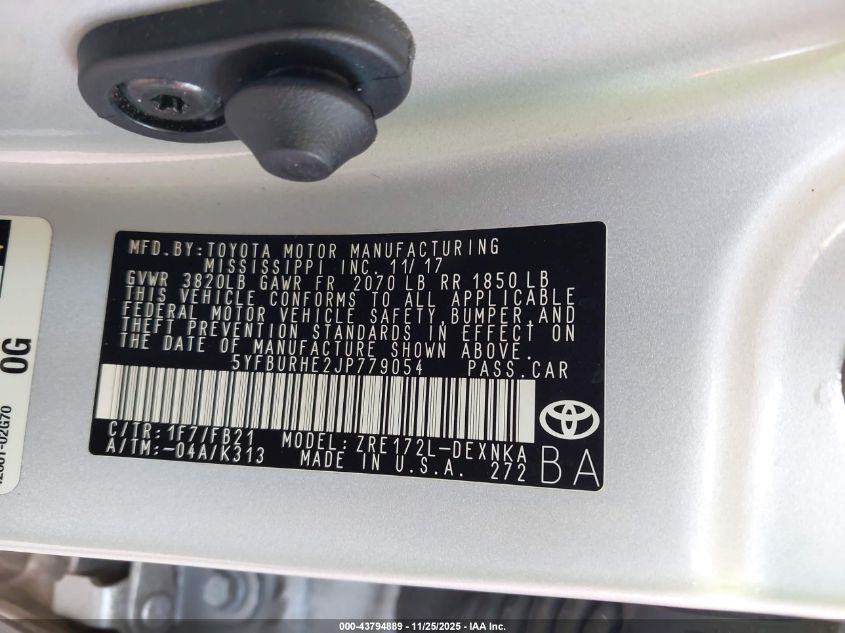 MFD.BY:TOYOTA MOTOR MANUFACTURING
MISSISSIPPI INC. 11/17
GVWR 3820LB GAWR FR 2070 LB RR 1850 LB
THIS VEHICLE CONFORMS TO ALL APPLICABLE
FEDERAL MOTOR VEHICLE SAFETY,BUMPER,AND
THEFT PREVENTION STANDARDS IN EFFECT ON
THE DATE OF MANUFACTURE SHOWN ABOVE.
5YFBURHE2JP779054 PASS.CAR
C/TR: 1F7/FB21 MODEL: ZRE172L-DEXNKA
A/TM:-04A/K313 MADE IN U.S.A. 272 BA
0G
000-43794889 - 11/25/2025 - IAA Inc.